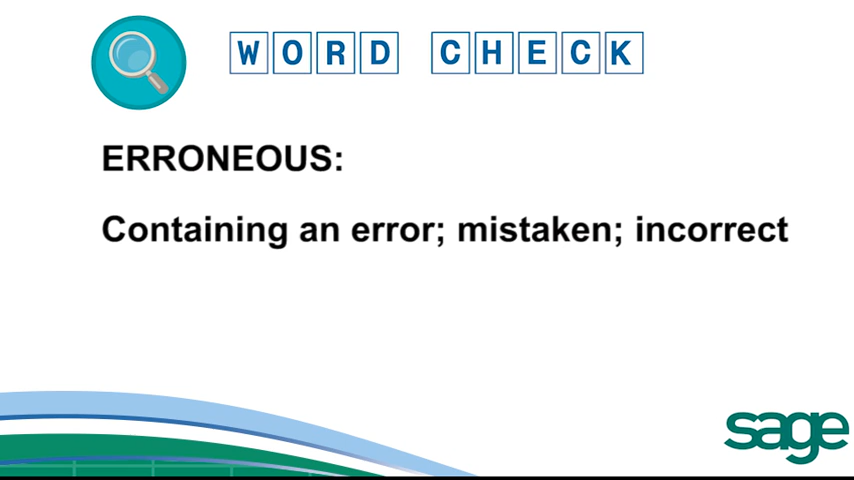 WORD CHECK
ERRONEOUS:
Containing an error; mistaken; incorrect
sage